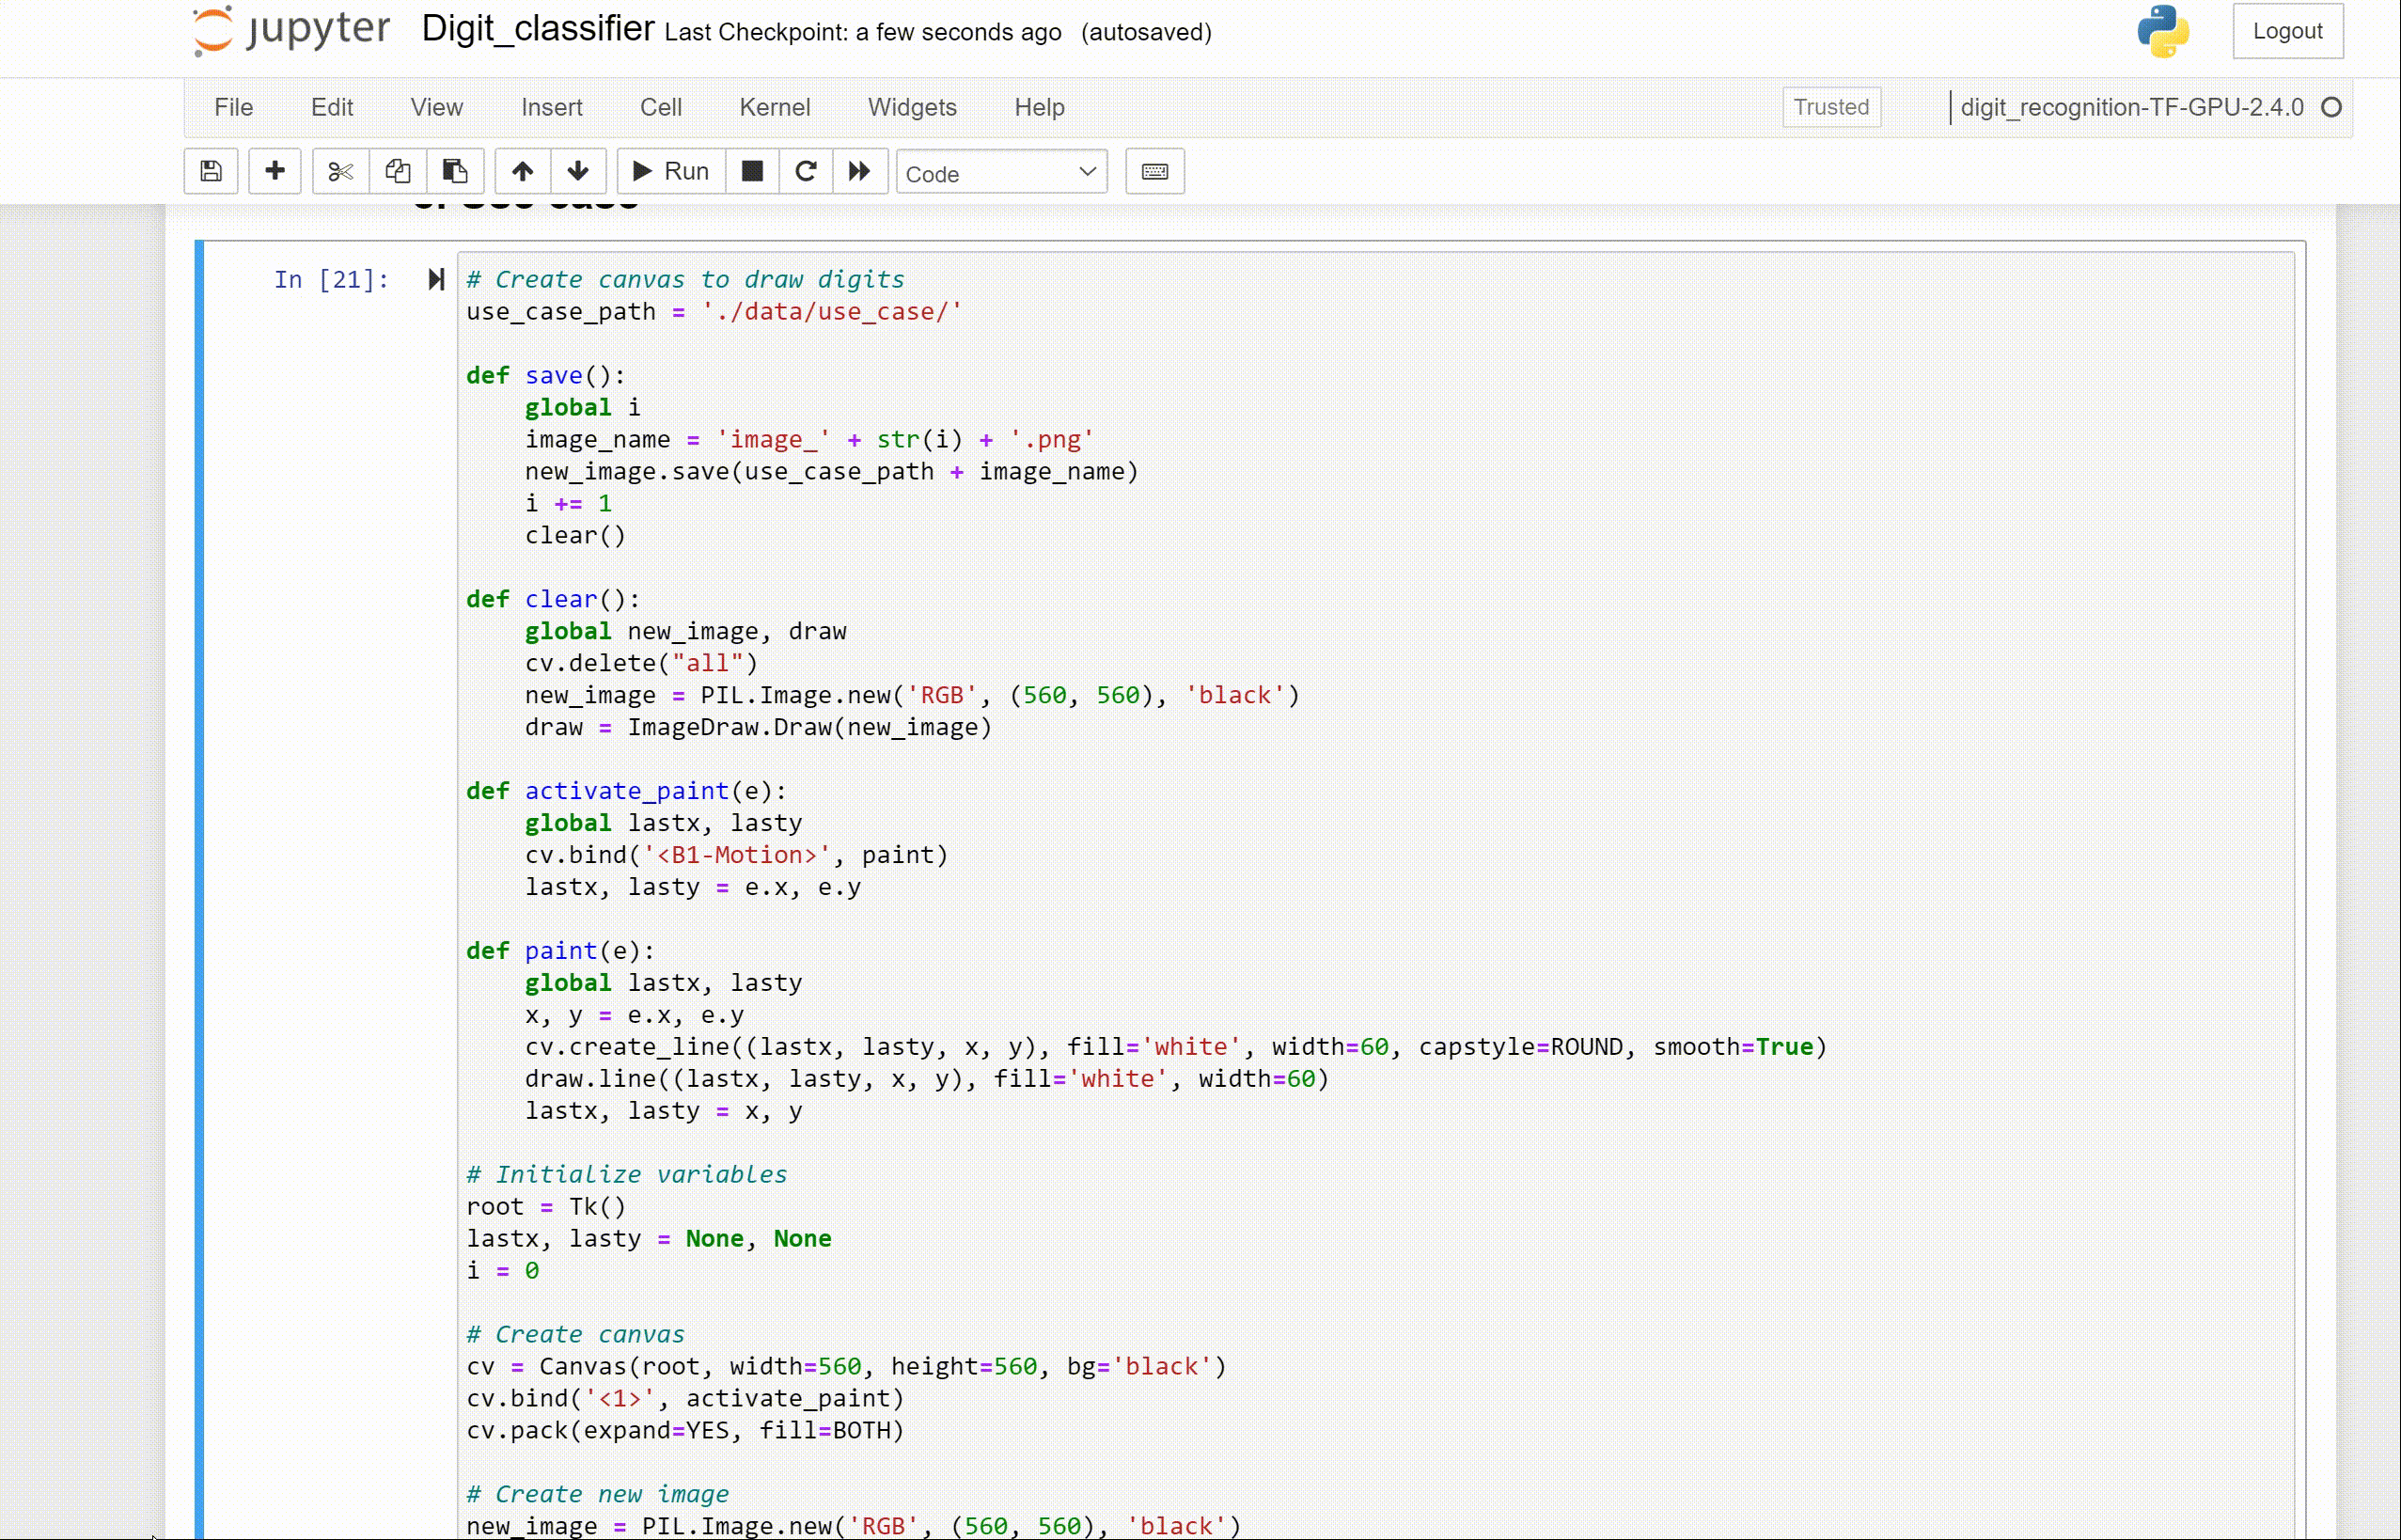 jupyter Digit_classifier Last Checkpoint: a few seconds ago (autosaved) Logout
File Edit View Insert Cell Kernel Widgets Help Trusted digit_recognition-TF-GPU-2.4.0
Run Code
In [21]:
# Create canvas to draw digits
use_case_path = './data/use_case/'
def save():
    global i
    image_name = 'image_' + str(i) + '.png'
    new_image.save(use_case_path + image_name)
    i += 1
    clear()
def clear():
    global new_image, draw
    cv.delete("all")
    new_image = PIL.Image.new('RGB', (560, 560), 'black')
    draw = ImageDraw.Draw(new_image)
def activate_paint(e):
    global lastx, lasty
    cv.bind('<B1-Motion>', paint)
    lastx, lasty = e.x, e.y
def paint(e):
    global lastx, lasty
    x, y = e.x, e.y
    cv.create_line((lastx, lasty, x, y), fill='white', width=60, capstyle=ROUND, smooth=True)
    draw.line((lastx, lasty, x, y), fill='white', width=60)
    lastx, lasty = x, y
# Initialize variables
root = Tk()
lastx, lasty = None, None
i = 0
# Create canvas
cv = Canvas(root, width=560, height=560, bg='black')
cv.bind('<1>', activate_paint)
cv.pack(expand=YES, fill=BOTH)
# Create new image
new_image = PIL.Image.new('RGB', (560, 560), 'black')